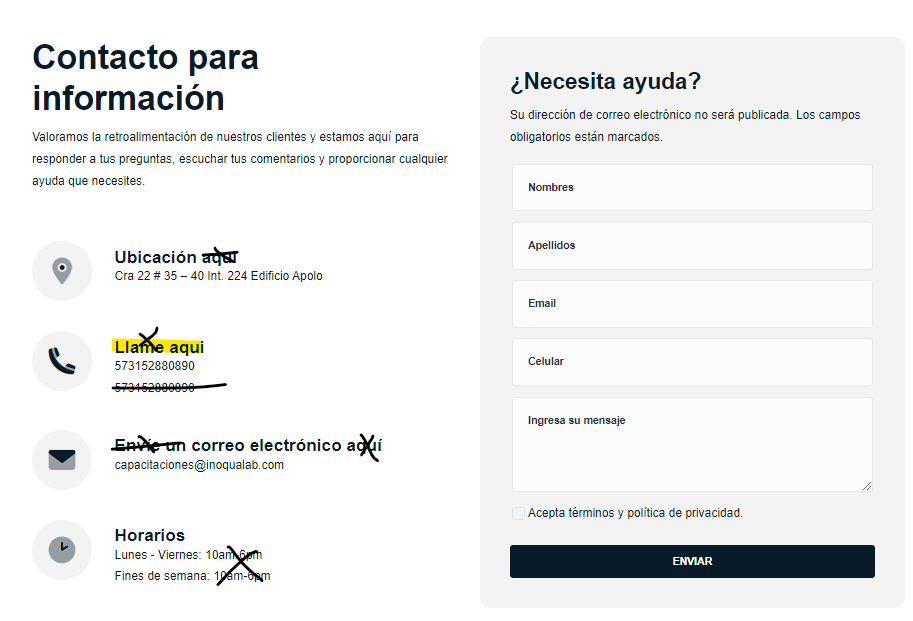 Contacto para
información
Valoramos la retroalimentación de nuestros clientes y estamos aquí para
responder a tus preguntas, escuchar tus comentarios y proporcionar cualquier
ayuda que necesites.
Ubicación aquí
Cra 22 # 35 – 40 Int. 224 Edificio Apolo
Llame aqui
573152880890
573152880890
Envíe un correo electrónico aquí
capacitaciones@inoqualab.com
Horarios
Lunes - Viernes: 10am-6pm
Fines de semana: 10am-6pm
¿Necesita ayuda?
Su dirección de correo electrónico no será publicada. Los campos
obligatorios están marcados.
Nombres
Apellidos
Email
Celular
Ingresa su mensaje
Acepta términos y política de privacidad.
ENVIAR